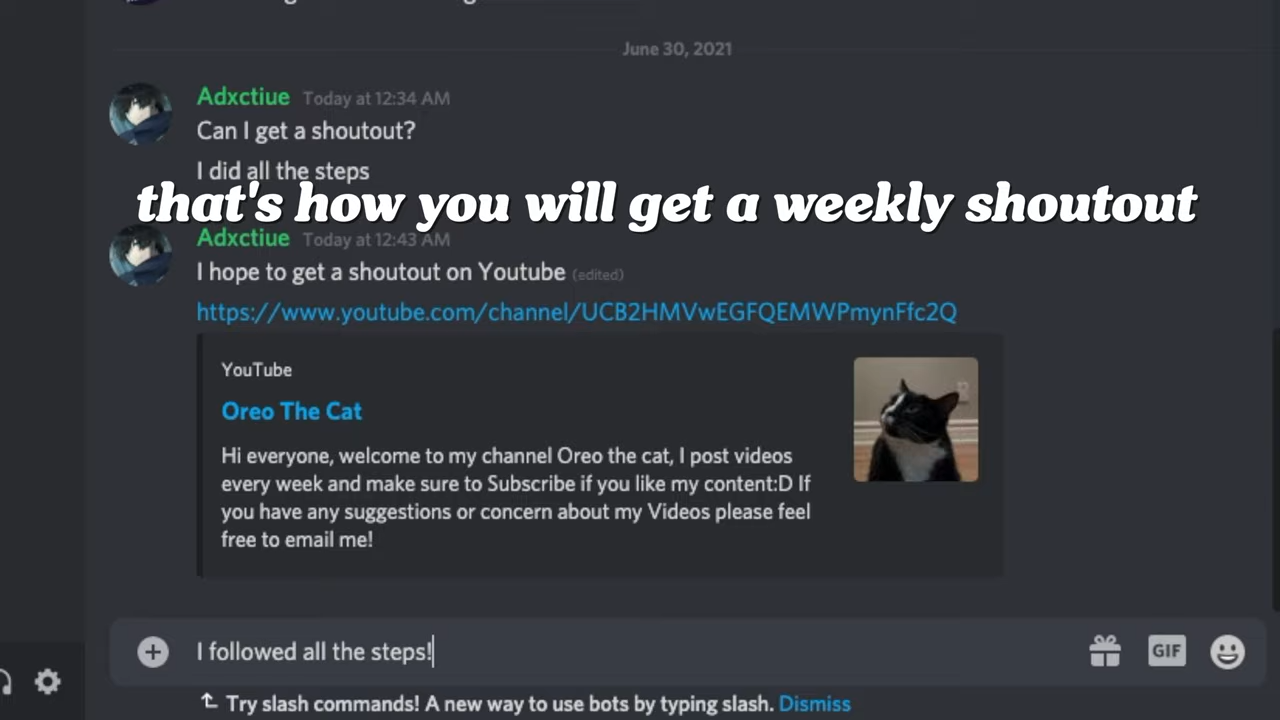 June 30, 2021
Adxctiue Today at 12:34 AM
Can I get a shoutout?
I did all the steps
that's how you will get a weekly shoutout
Adxctiue Today at 12:43 AM
I hope to get a shoutout on Youtube (edited)
https://www.youtube.com/channel/UCB2HMVwEGFQEMWPmynFfc2Q
YouTube
Oreo The Cat
Hi everyone, welcome to my channel Oreo the cat, I post videos
every week and make sure to Subscribe if you like my content:D If
you have any suggestions or concern about my Videos please feel
free to email me!
I followed all the steps!
GIF
Try slash commands! A new way to use bots by typing slash. Dismiss